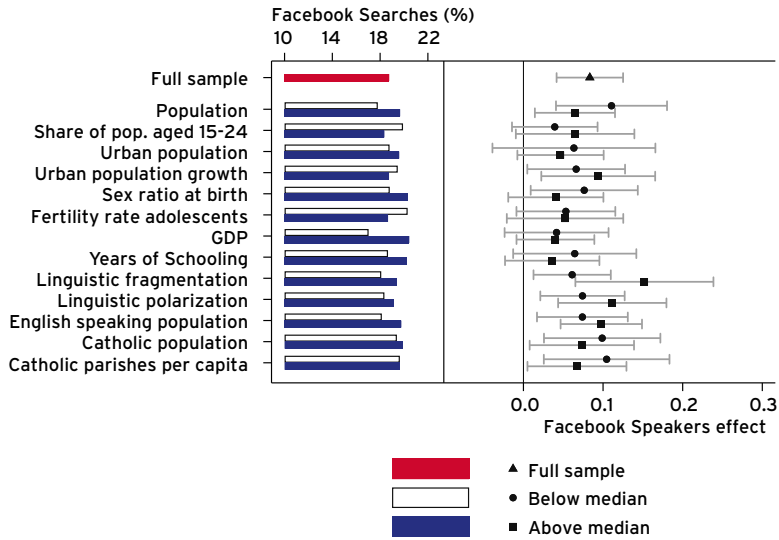 Facebook Searches (%)
10 14 18 22
Full sample
Population
Share of pop. aged 15-24
Urban population
Urban population growth
Sex ratio at birth
Fertility rate adolescents
GDP
Years of Schooling
Linguistic fragmentation
Linguistic polarization
English speaking population
Catholic population
Catholic parishes per capita
0.0 0.1 0.2 0.3
Facebook Speakers effect
Full sample
Below median
Above median